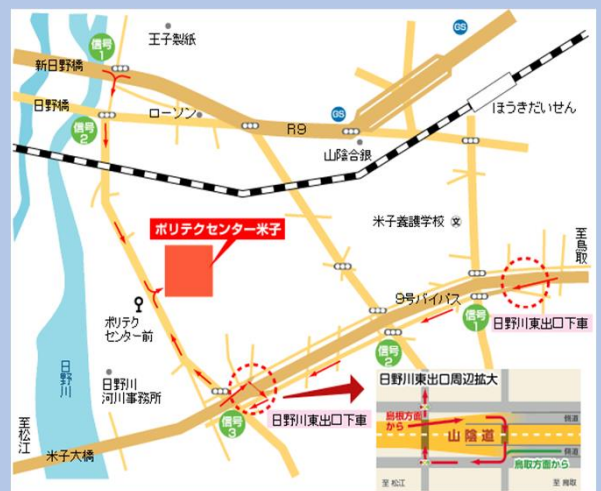 信号
1
王子製紙
新日野橋
GS
日野橋
信号
2
ローソン
GS
R9
山陰合銀
ほうきだいせん
ポリテクセンター米子
米子養護学校
文
至鳥取
9号バイパス
信号
1
日野川東出口下車
信号
2
ポリテク
センター前
日野川
日野川
河川事務所
信号
3
日野川東出口下車
至松江
米子大橋
日野川東出口周辺拡大
島根方面
から
山陰道
側道
側道
鳥取方面から
至 松江
至 鳥取